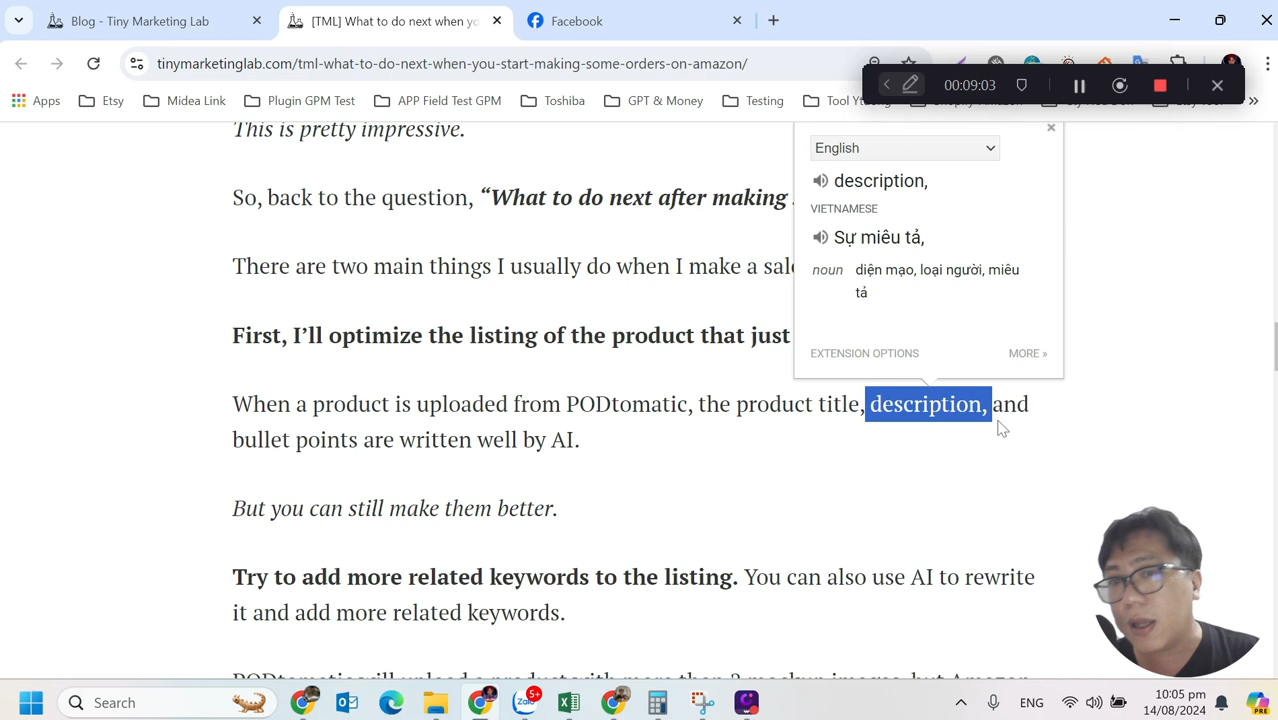 Blog - Tiny Marketing Lab
[TML] What to do next when yo
Facebook
tinymarketinglab.com/tml-what-to-do-next-when-you-start-making-some-orders-on-amazon/
00:09:03
Apps
Etsy
Midea Link
Plugin GPM Test
APP Field Test GPM
Toshiba
GPT & Money
Testing
This is pretty impressive.
English
description,
VIETNAMESE
Sự miêu tả,
noun diện mạo, loại người, miêu
tả
EXTENSION OPTIONS
MORE »
So, back to the question, “What to do next after making
There are two main things I usually do when I make a sal
First, I’ll optimize the listing of the product that just
When a product is uploaded from PODtomatic, the product title, description, and
bullet points are written well by AI.
But you can still make them better.
Try to add more related keywords to the listing. You can also use AI to rewrite
it and add more related keywords.
Search
Zalo
5+
ENG
10:05 pm
14/08/2024
PRE